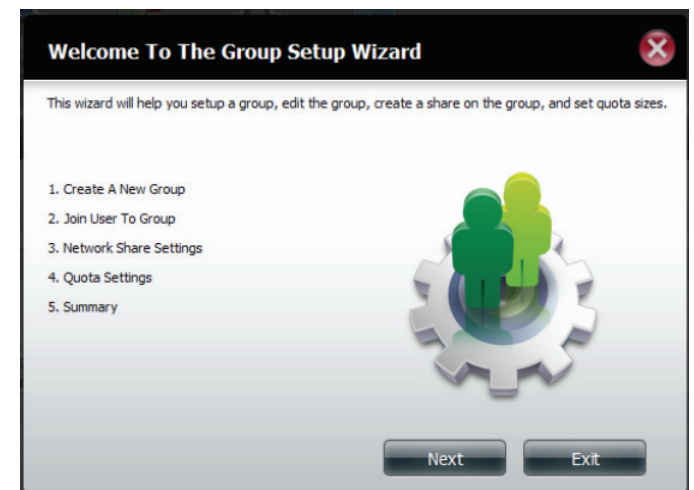 Welcome To The Group Setup Wizard
This wizard will help you setup a group, edit the group, create a share on the group, and set quota sizes.
1. Create A New Group
2. Join User To Group
3. Network Share Settings
4. Quota Settings
5. Summary
Next Exit